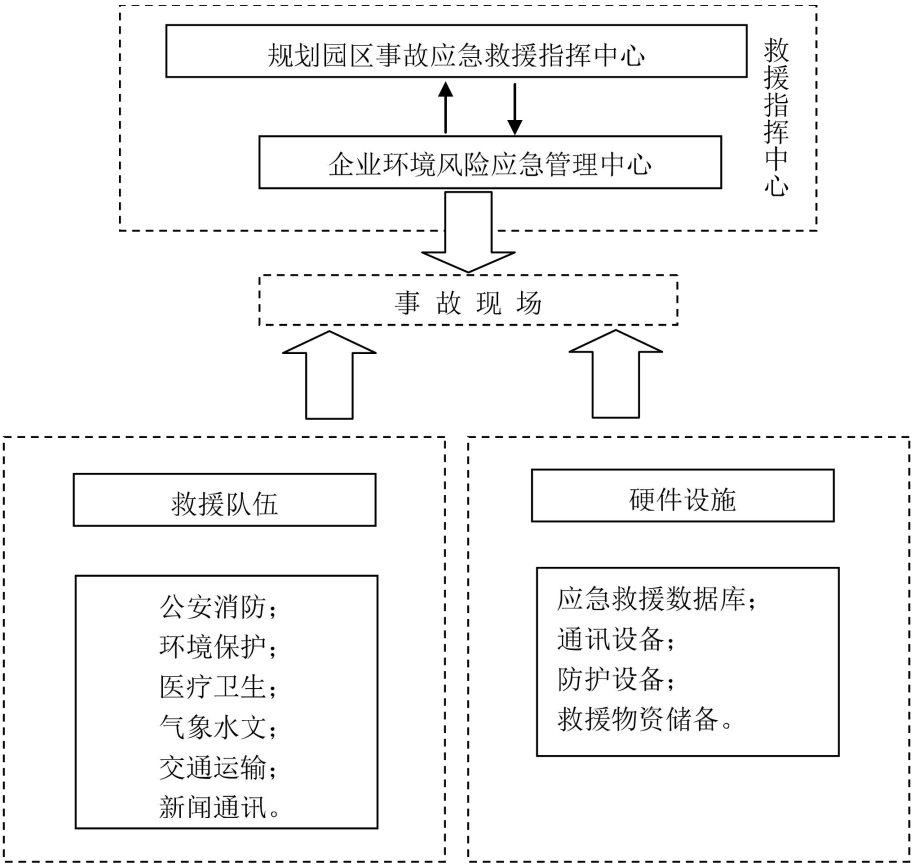 规划园区事故应急救援指挥中心
企业环境风险应急管理中心
救援指挥中心
事 故 现 场
救援队伍
公安消防；
环境保护；
医疗卫生；
气象水文；
交通运输；
新闻通讯。
硬件设施
应急救援数据库；
通讯设备；
防护设备；
救援物资储备。